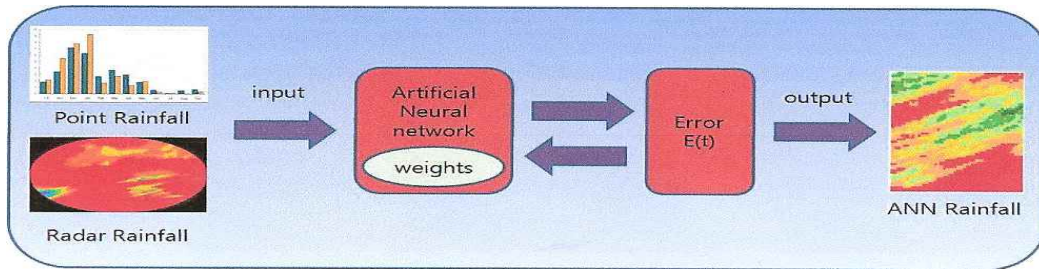 Point Rainfall
Radar Rainfall
input
Artificial
Neural
network
weights
Error
E(t)
output
ANN Rainfall